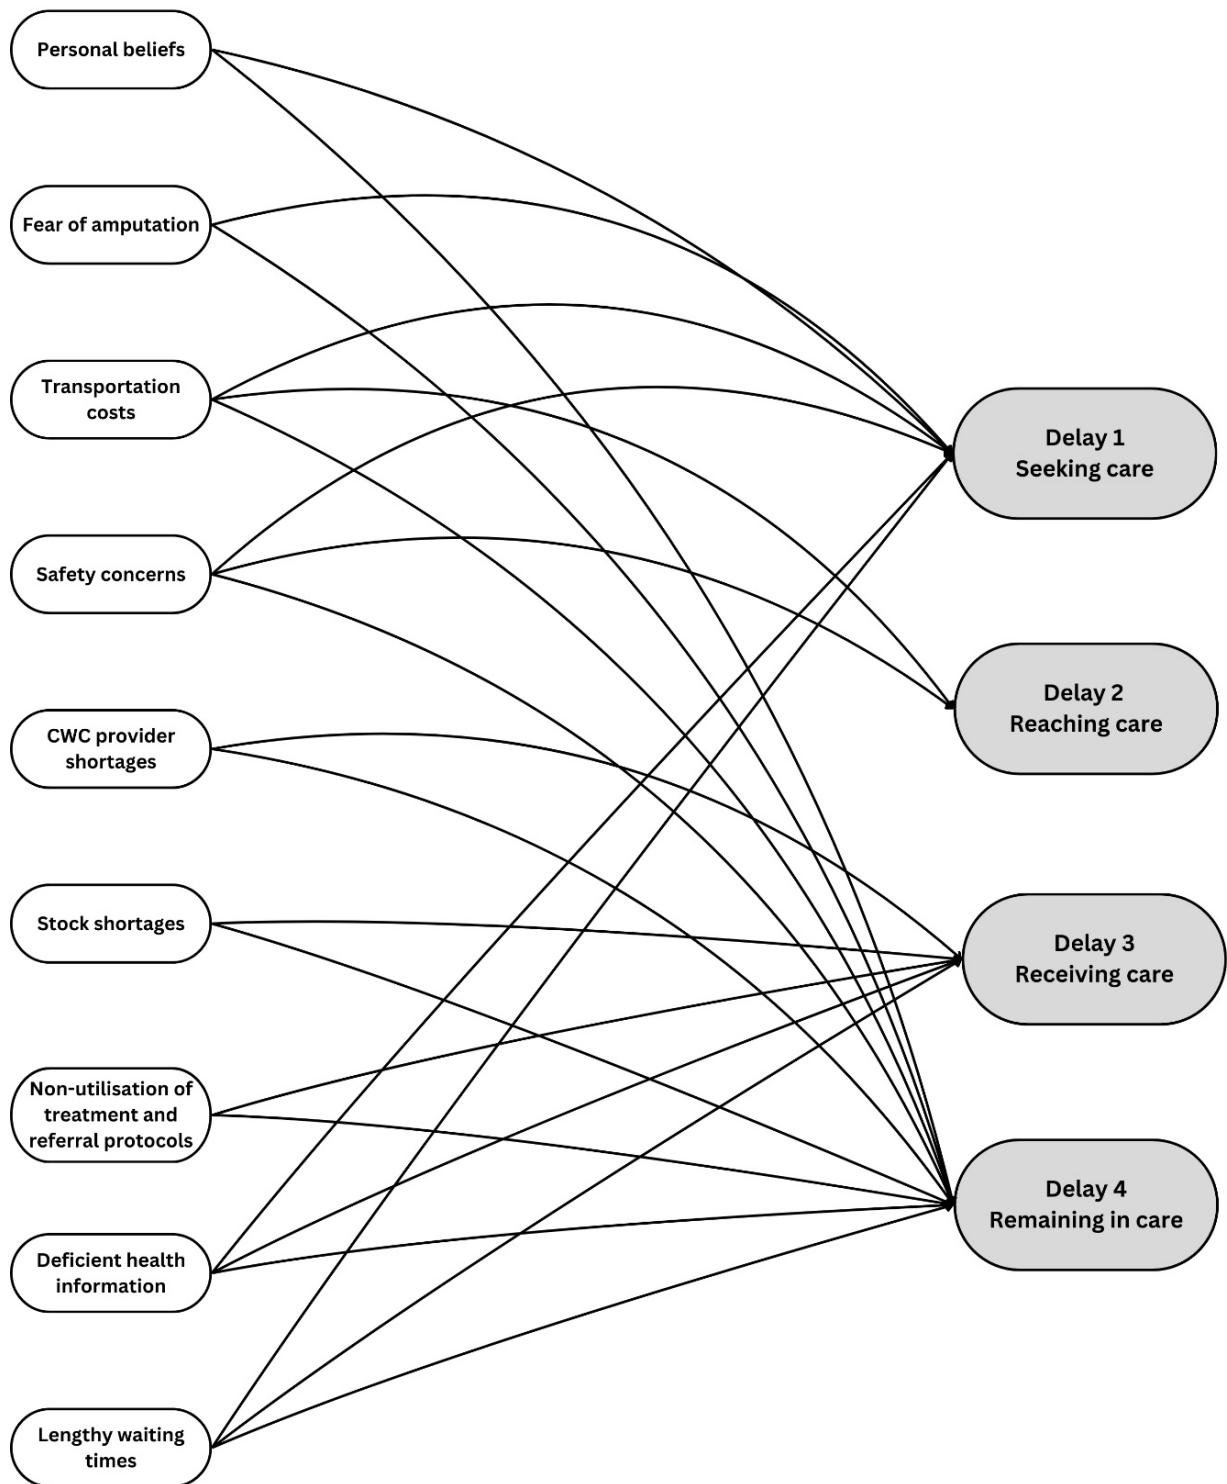 Personal beliefs
Fear of amputation
Transportation
costs
Safety concerns
CWC provider
shortages
Stock shortages
Non-utilisation of
treatment and
referral protocols
Deficient health
information
Lengthy waiting
times
Delay 1
Seeking care
Delay 2
Reaching care
Delay 3
Receiving care
Delay 4
Remaining in care